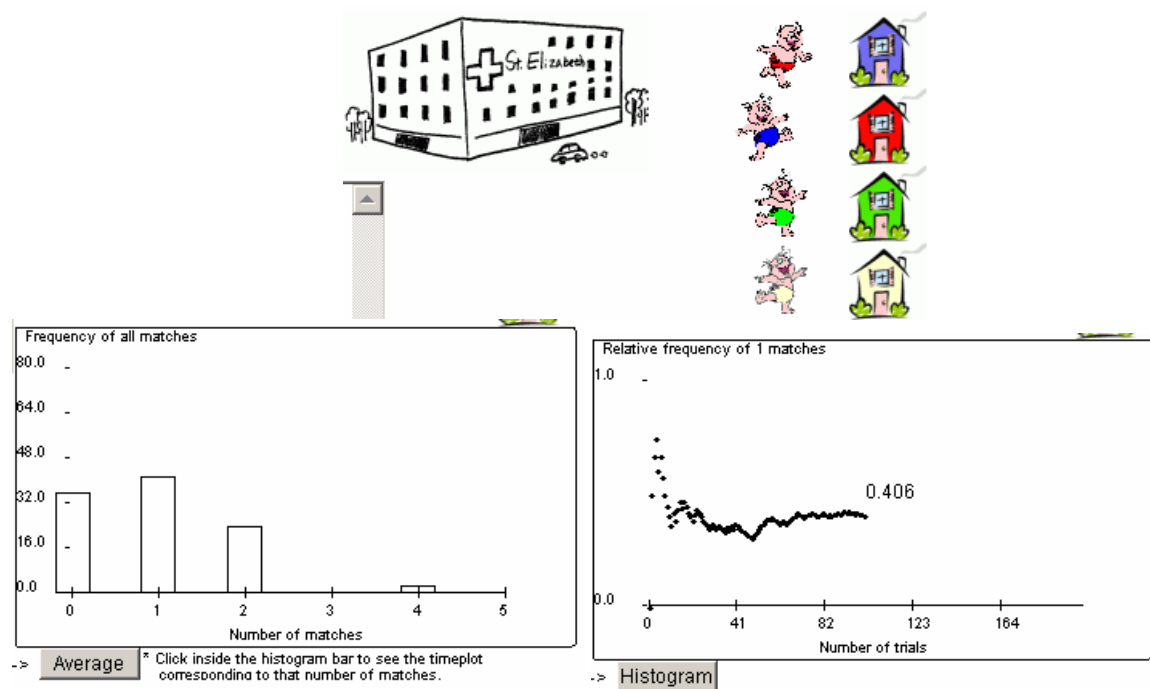 St. Elizabeth
Frequency of all matches
80.0
64.0
48.0
32.0
16.0
0.0
0 1 2 3 4 5
Number of matches
-> Average * Click inside the histogram bar to see the timeplot
corresponding to that number of matches.
Relative frequency of 1 matches
1.0
0.406
0.0
0 41 82 123 164
Number of trials
-> Histogram